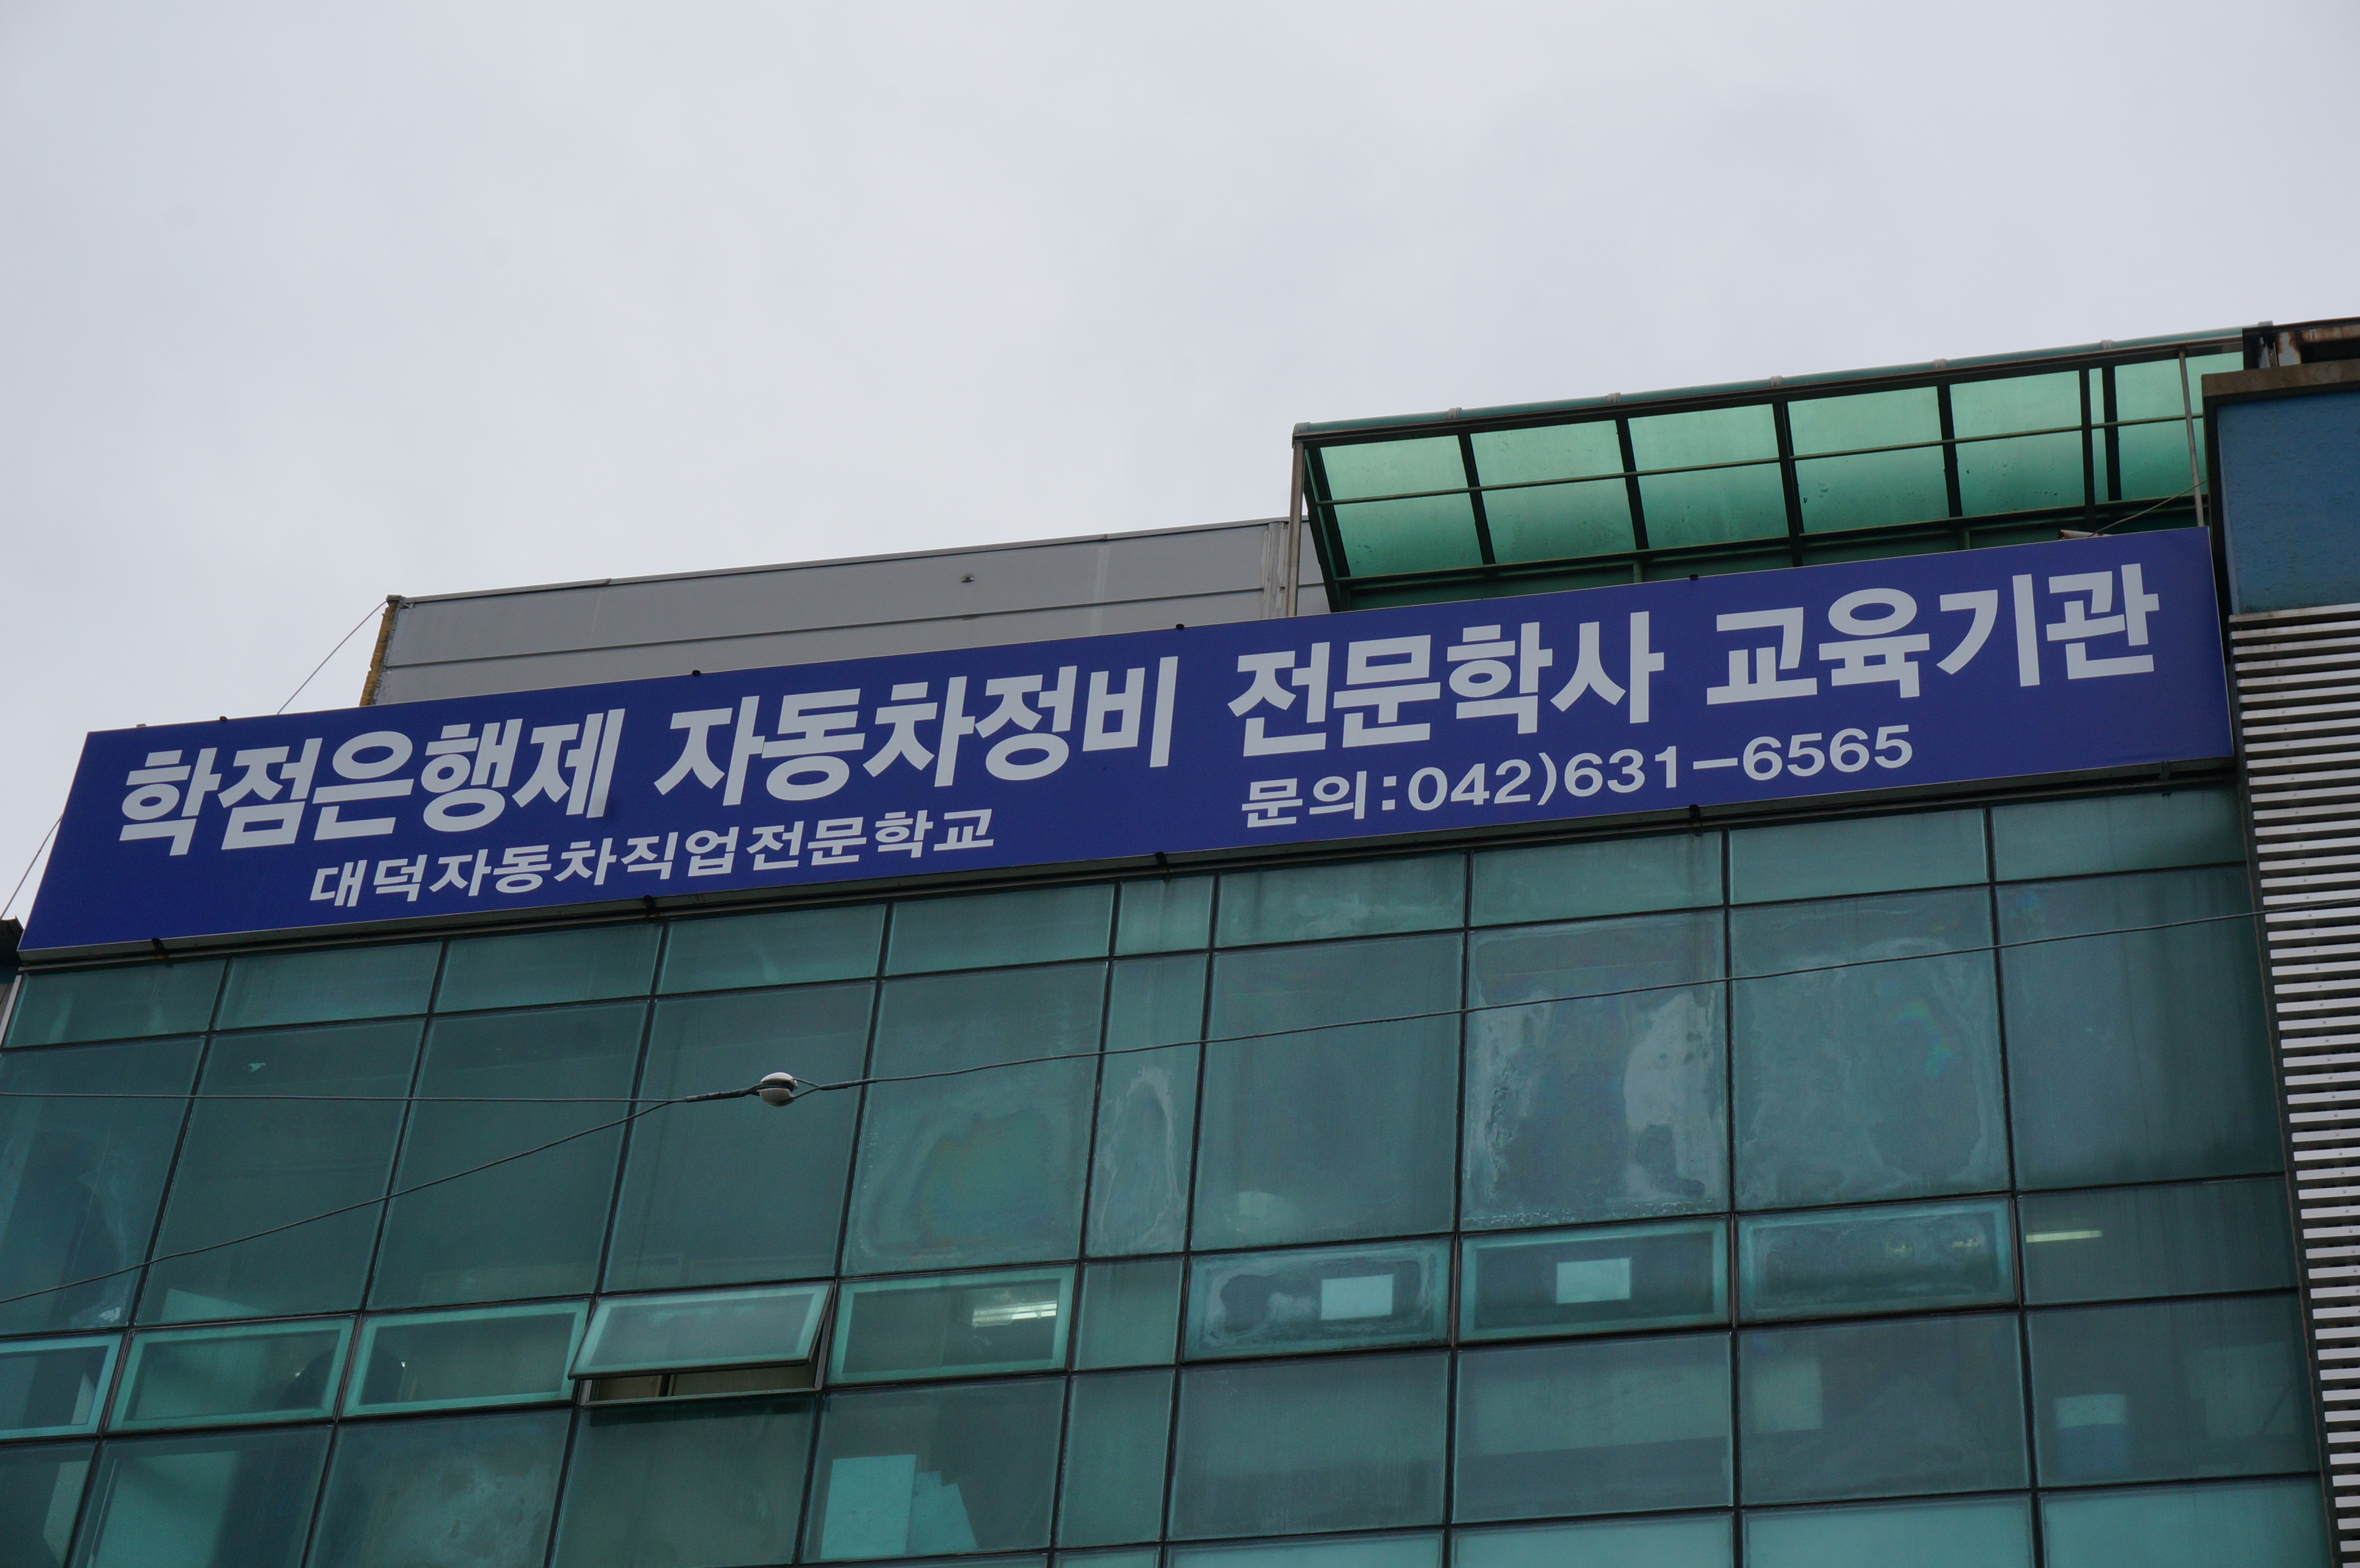 학점은행제 자동차정비 전문학사 교육기관
대덕자동차직업전문학교 문의:042)631-6565